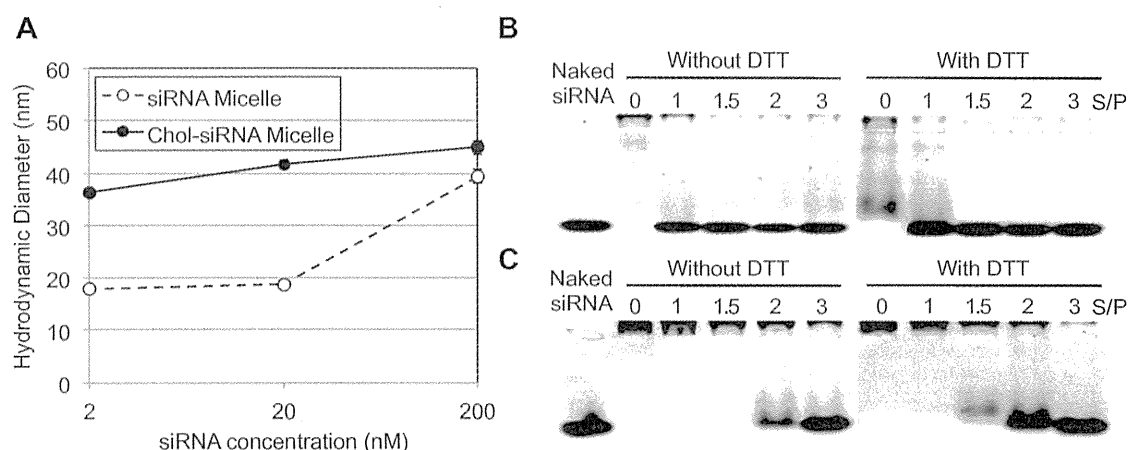 A
Hydrodynamic Diameter (nm)
60
50
40
30
20
10
0
siRNA Micelle
Chol-siRNA Micelle
2 20 200
siRNA concentration (nM)
B
Naked siRNA
Without DTT
With DTT
0 1 1.5 2 3 0 1 1.5 2 3 S/P
C
Naked siRNA
Without DTT
With DTT
0 1 1.5 2 3 0 1 1.5 2 3 S/P